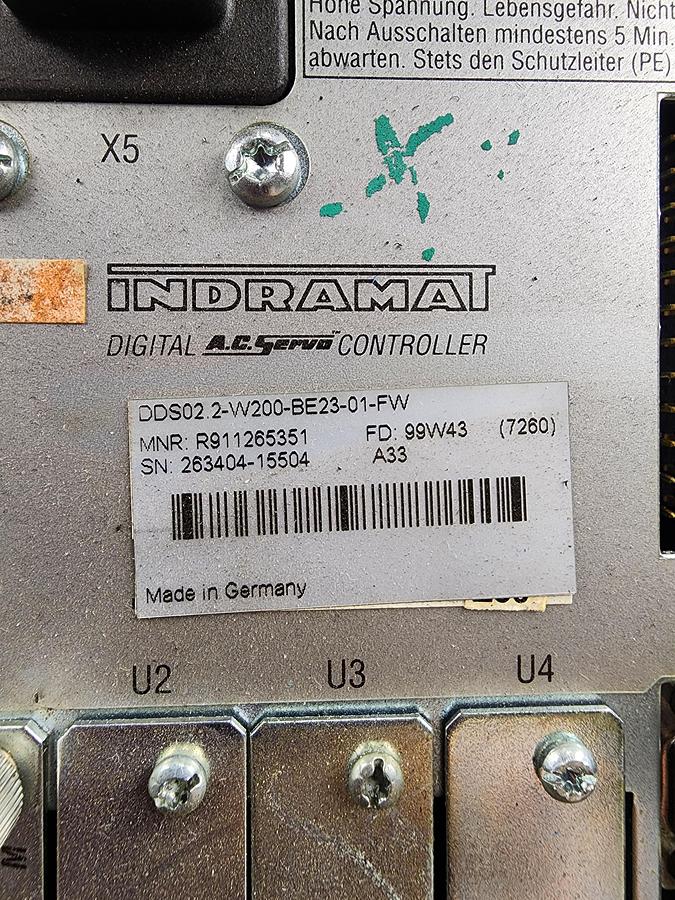 Hohe Spannung. Lebensgefahr. Nicht
Nach Ausschalten mindestens 5 Min.
abwarten. Stets den Schutzleiter (PE)
X5
INDRAMAT
DIGITAL A.C. Servo™ CONTROLLER
DDS02.2-W200-BE23-01-FW
MNR: R911265351 FD: 99W43 (7260)
SN: 263404-15504 A33
Made in Germany
U2 U3 U4